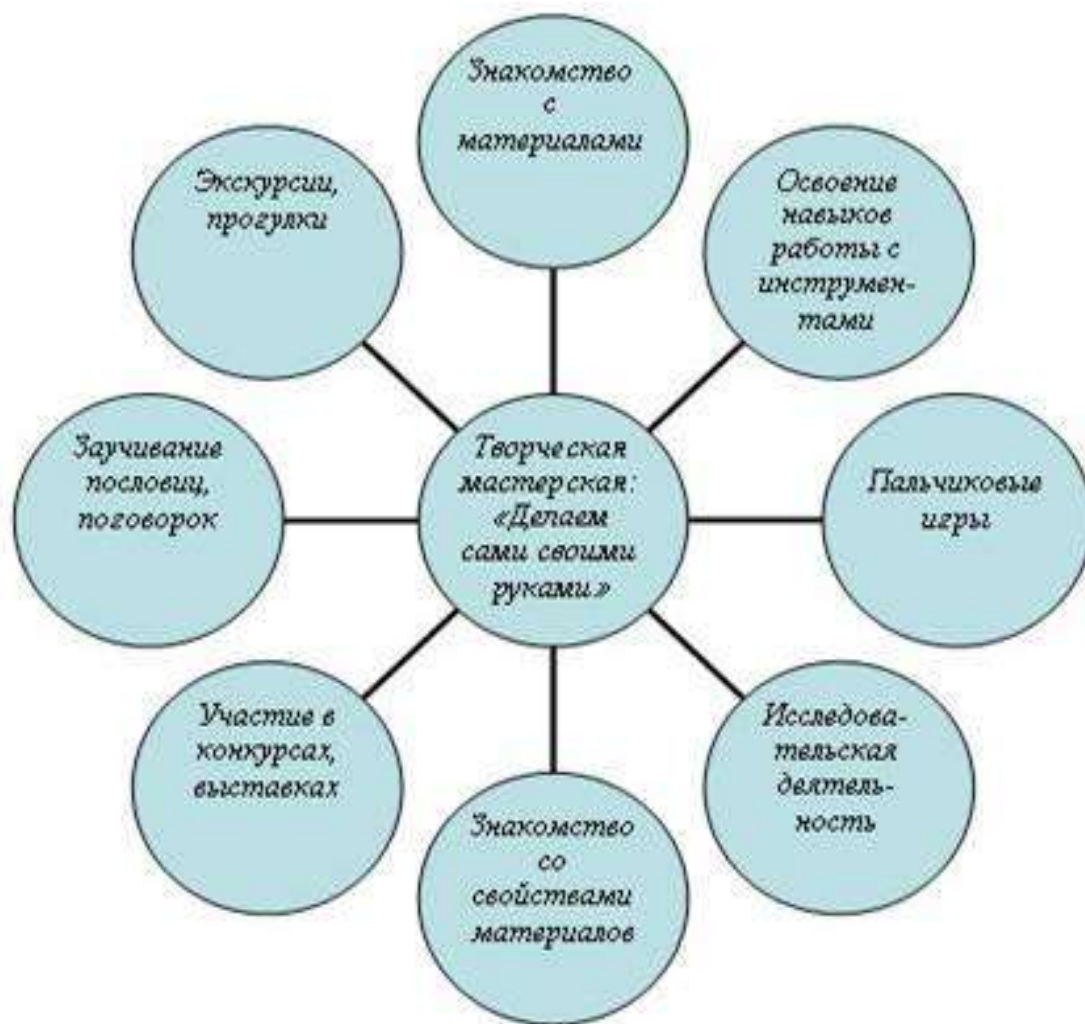 Знакомство
с
материалами
Освоение
навыков
работы с
инструмен-
тами
Пальчиковые
игры
Исследова-
тельская
деятель-
ность
Знакомство
со
свойствами
материалов
Участие в
конкурсах,
выставках
Заучивание
пословиц,
поговорок
Экскурсии,
прогулки
Творческая
мастерская:
«Делаем
сами своими
руками»